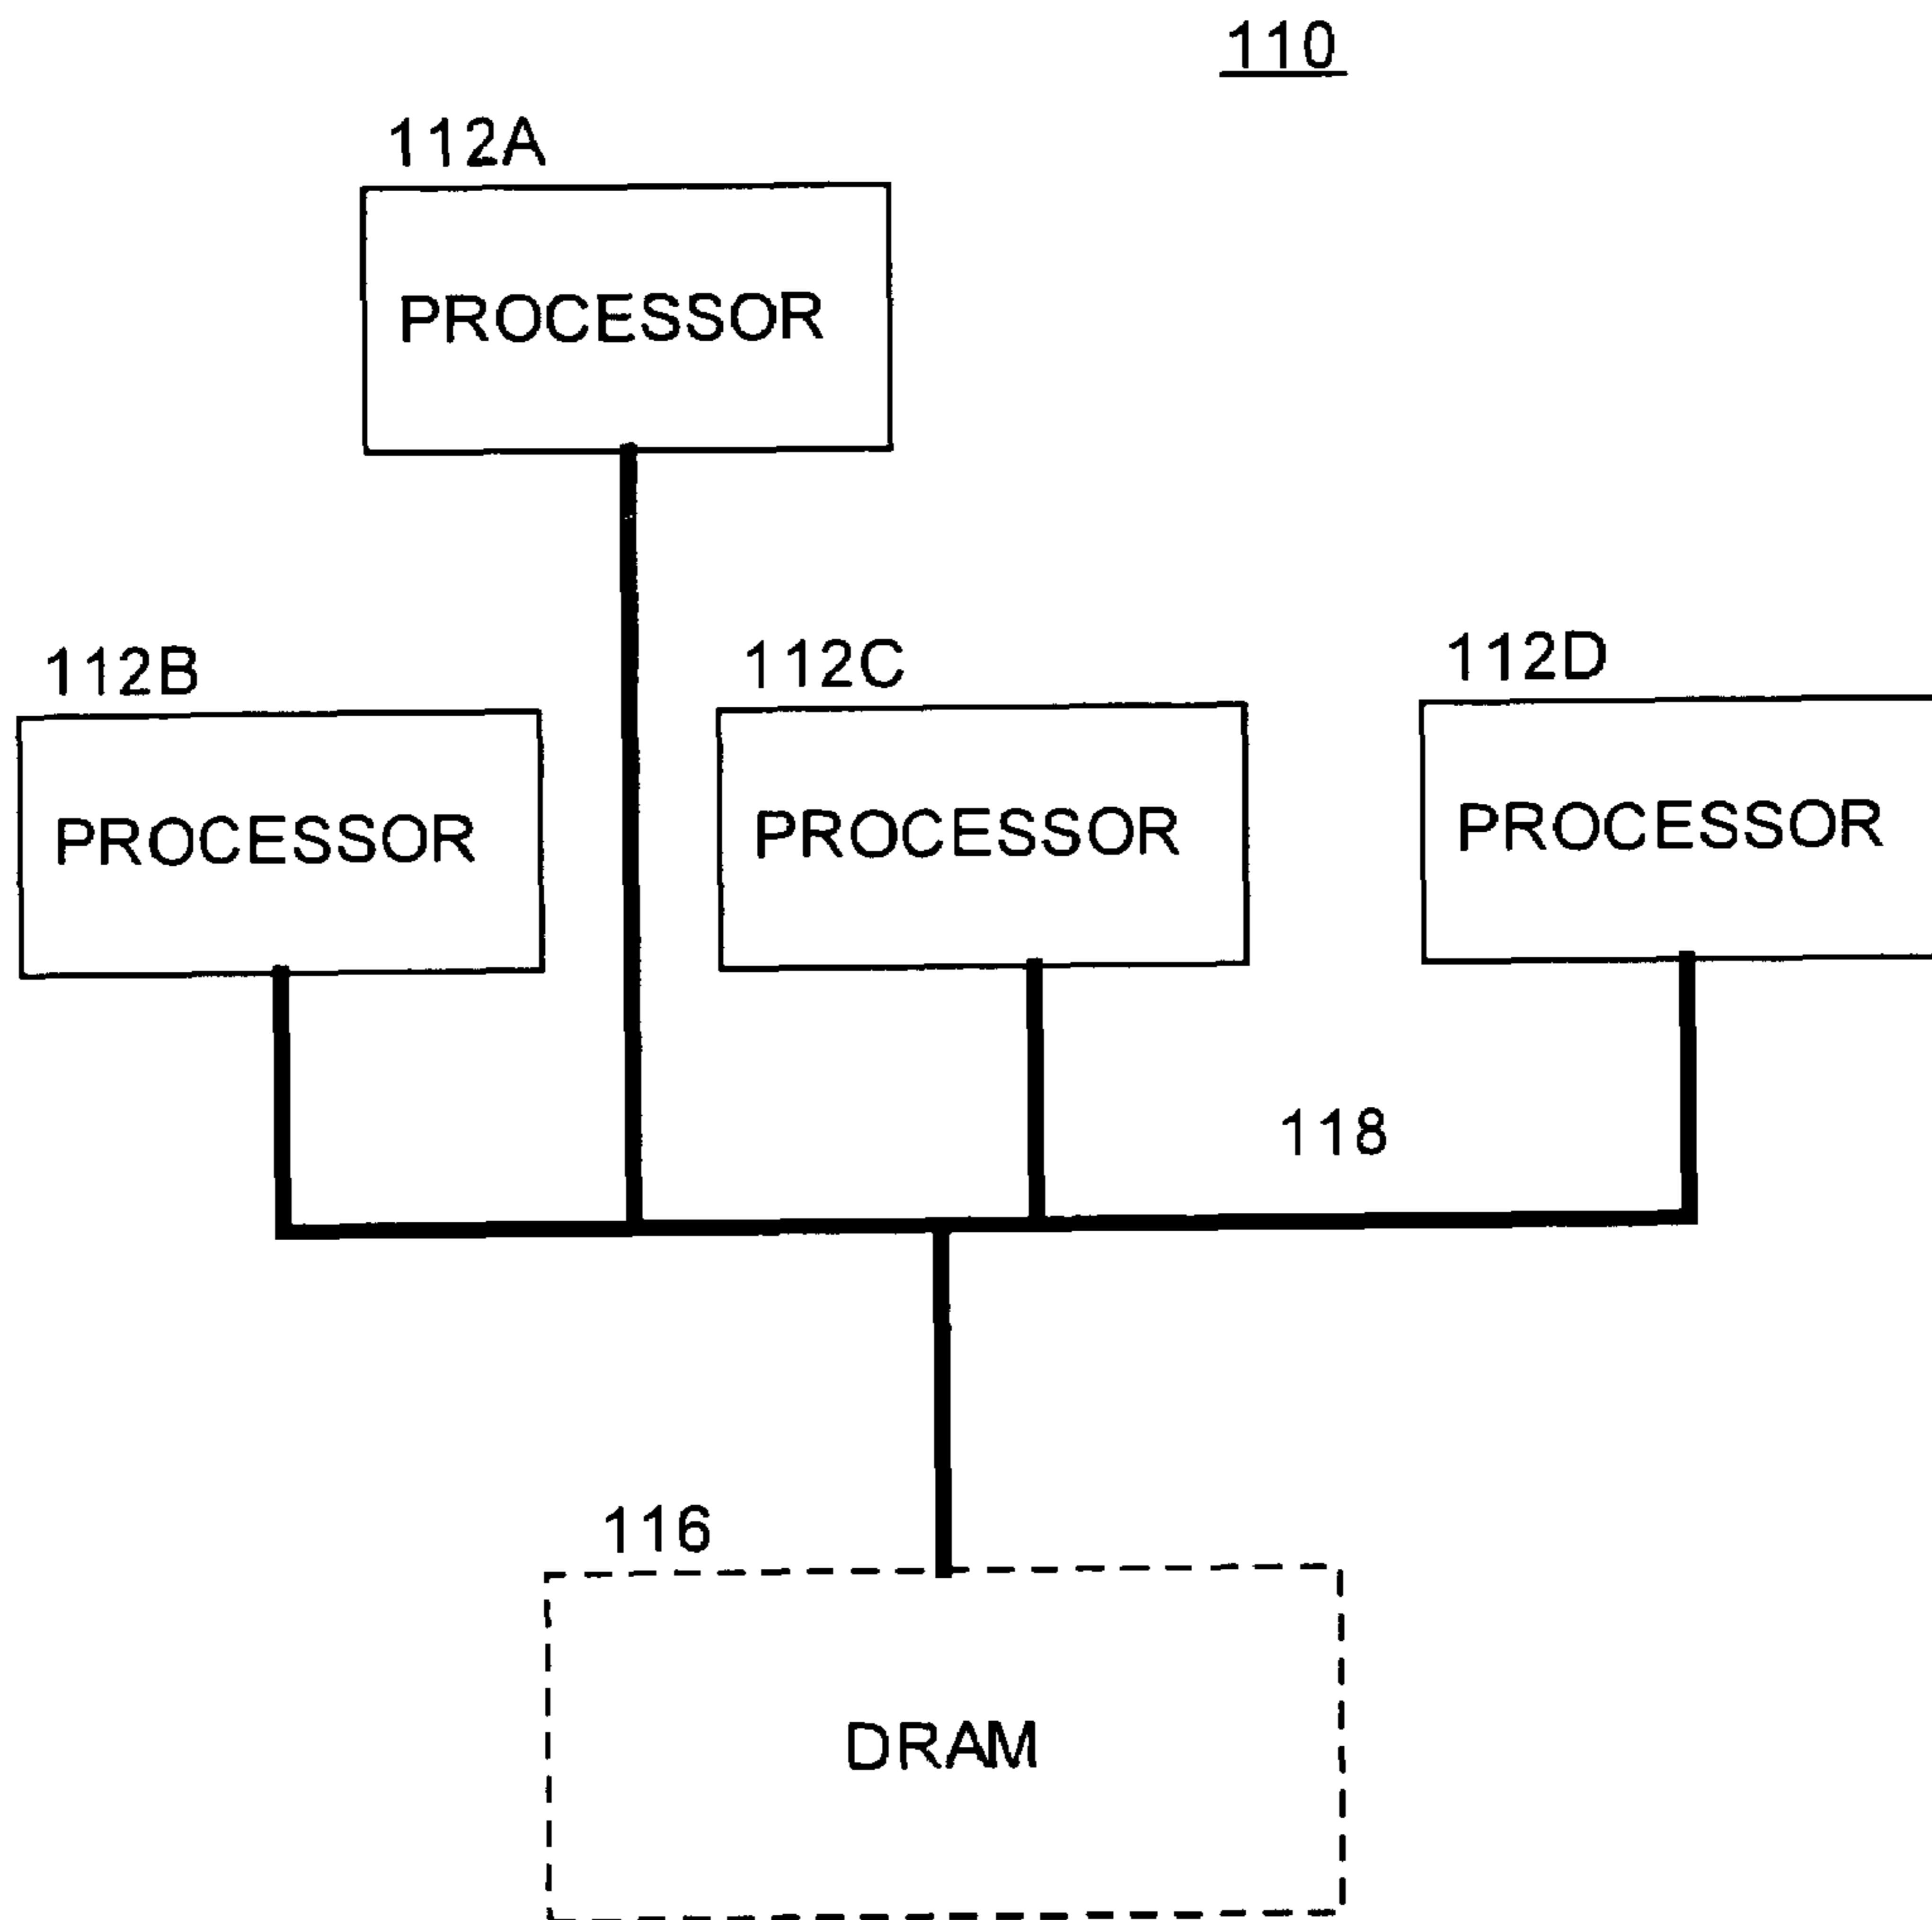 110
112A
PROCESSOR
112B
112C
112D
PROCESSOR
PROCESSOR
PROCESSOR
118
116
DRAM